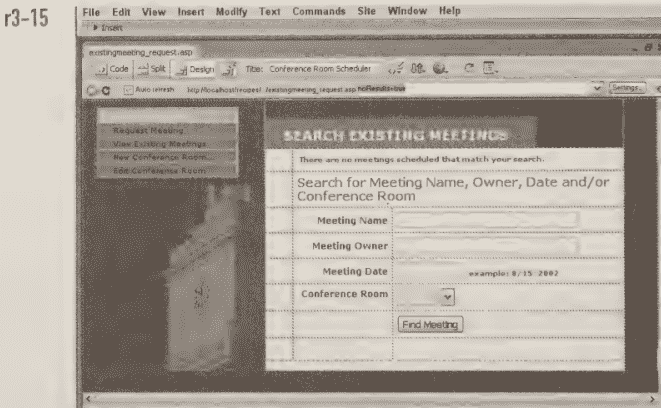 r3-15
File Edit View Insert Modify Text Commands Site Window Help
Insert
existingmeeting_request.asp
Code Split Design Title: Conference Room Scheduler
Auto refresh noResults=true Settings...
Request Meeting
View Existing Meetings
New Conference Room
Edit Conference Room
SEARCH EXISTING MEETINGS
There are no meetings scheduled that match your search.
Search for Meeting Name, Owner, Date and/or
Conference Room
Meeting Name
Meeting Owner
Meeting Date example: 8/15/2002
Conference Room
Find Meeting